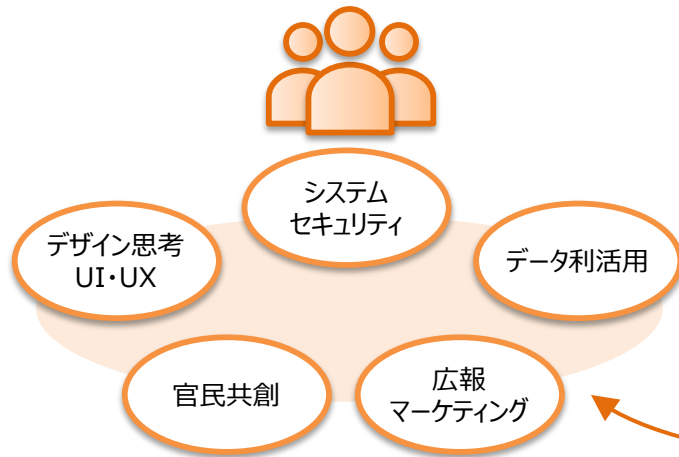 システム
セキュリティ
デザイン思考
UI・UX
データ利活用
官民共創
広報
マーケティング